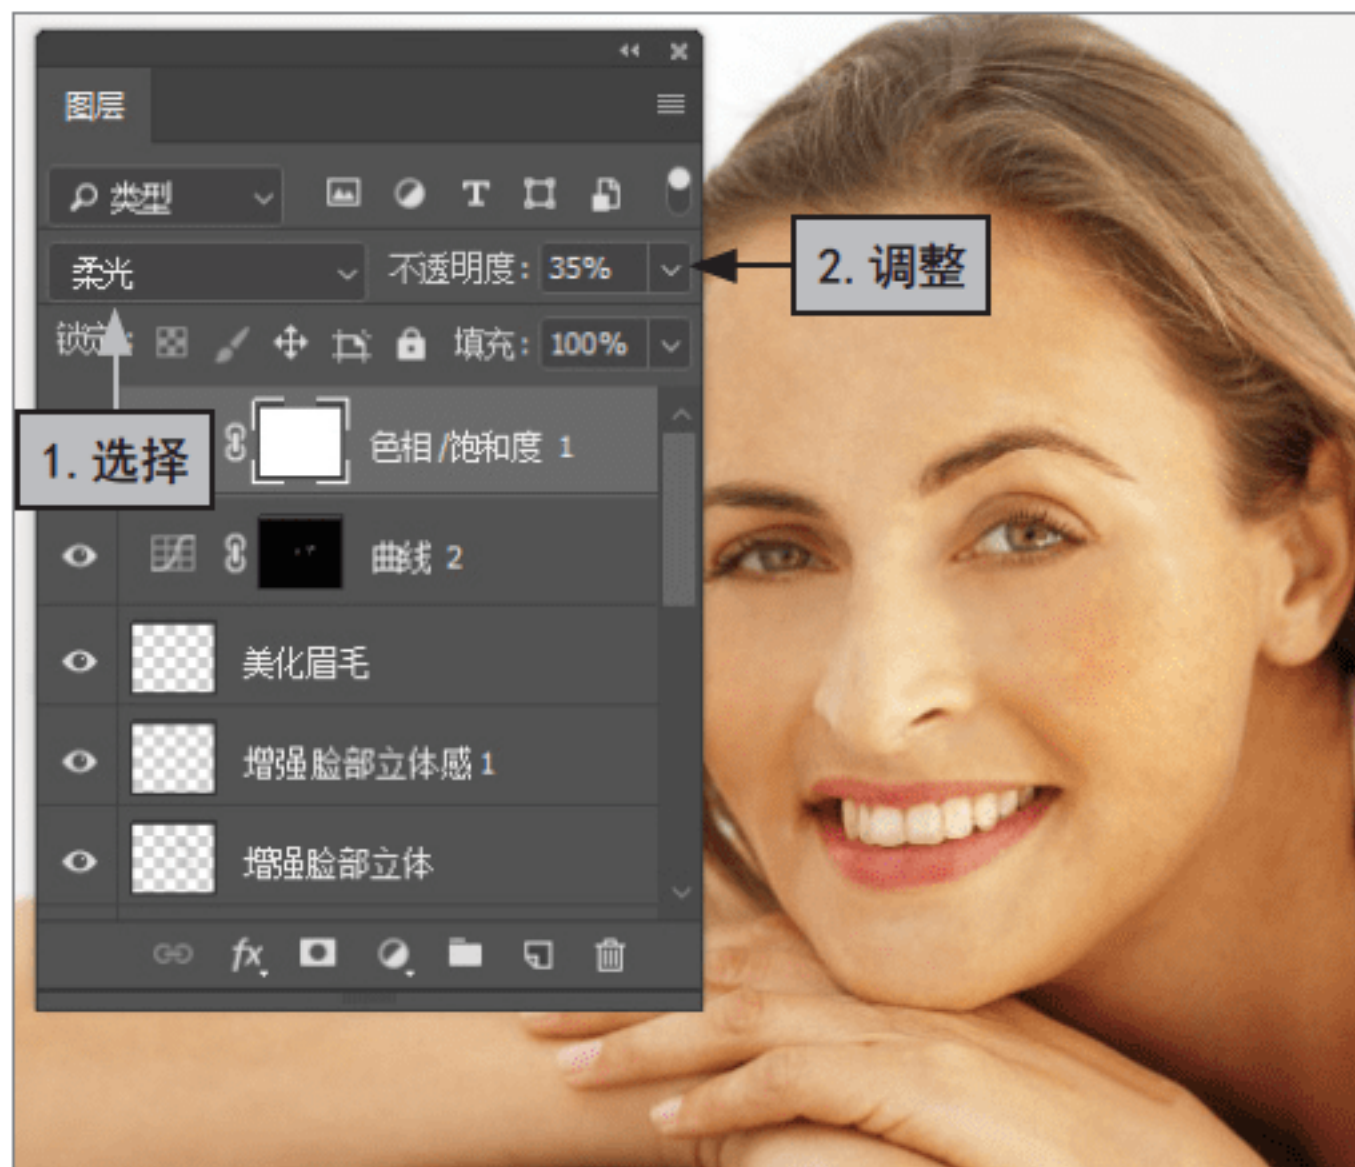 图层
类型
T
柔光 不透明度: 35% 2. 调整
锁定: 填充: 100%
1. 选择 色相/饱和度 1
曲线 2
美化眉毛
增强脸部立体感 1
增强脸部立体
fx